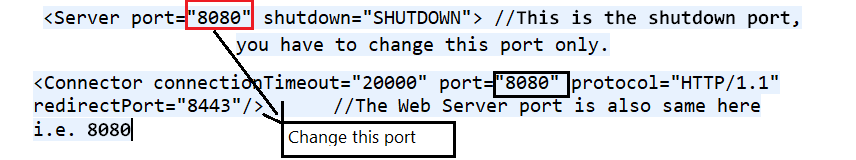 <Server port="8080" shutdown="SHUTDOWN"> //This is the shutdown port,
you have to change this port only.
<Connector connectionTimeout="20000" port="8080" protocol="HTTP/1.1"
redirectPort="8443"/> //The Web Server port is also same here
i.e. 8080
Change this port